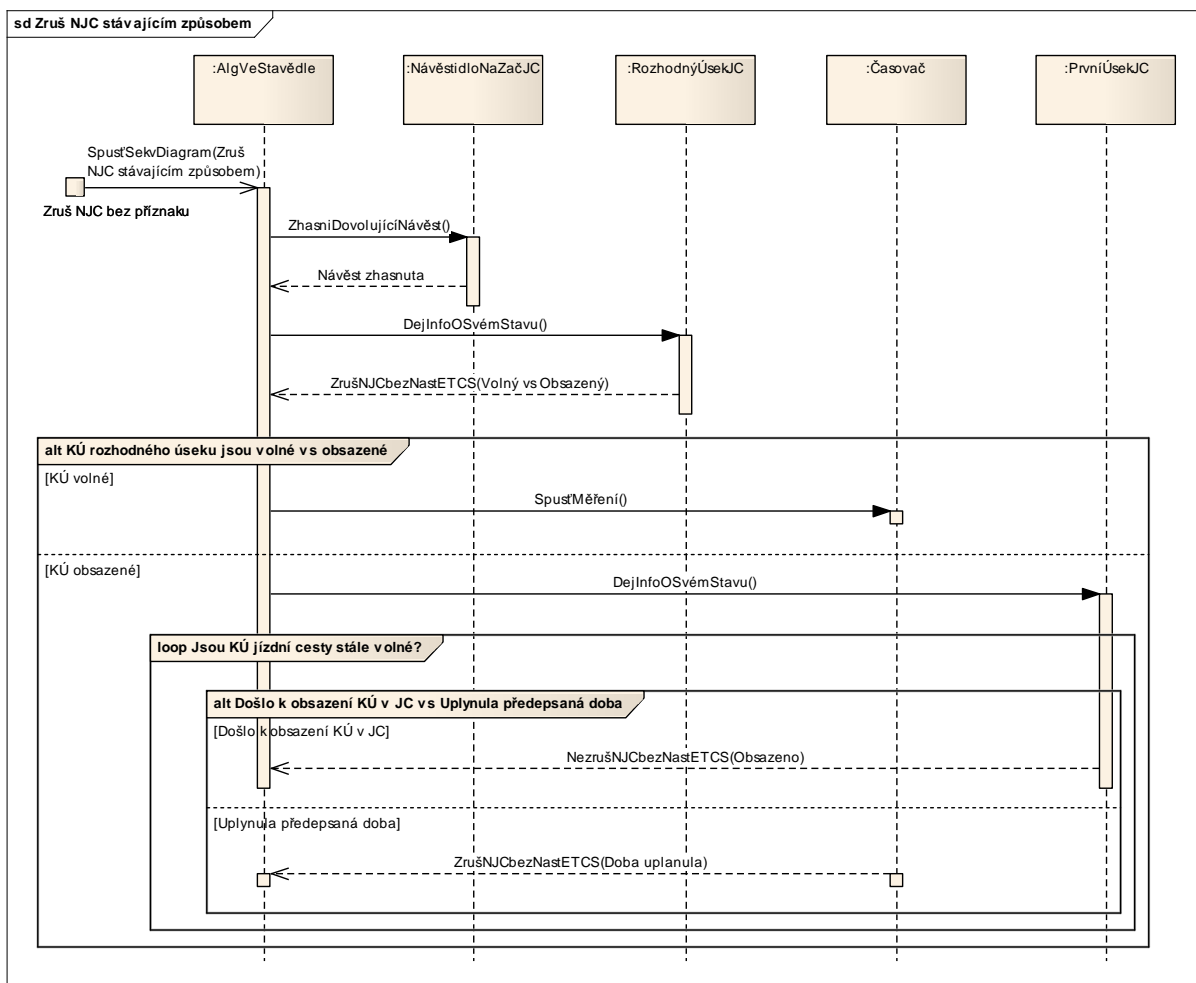 sd Zruš NJC stávajícím způsobem
:AlgVeStavědle
:NávěstidloNaZačJC
:RozhodnýÚsekJC
:Časovač
:PrvníÚsekJC
SpusťSekvDiagram(Zruš
NJC stávajícím způsobem)
Zruš NJC bez příznaku
ZhasniDovolujícíNávěst()
Návěst zhasnuta
DejInfoOSvémStavu()
ZrušNJCbezNastETCS(Volný vs Obsazený)
alt KÚ rozhodného úseku jsou volné vs obsazené
[KÚ volné]
SpusťMěření()
[KÚ obsazené]
DejInfoOSvémStavu()
loop Jsou KÚ jízdní cesty stále volné?
alt Došlo k obsazení KÚ v JC vs Uplynula předepsaná doba
[Došlo k obsazení KÚ v JC]
NezrušNJCbezNastETCS(Obsazeno)
[Uplynula předepsaná doba]
ZrušNJCbezNastETCS(Doba uplanula)